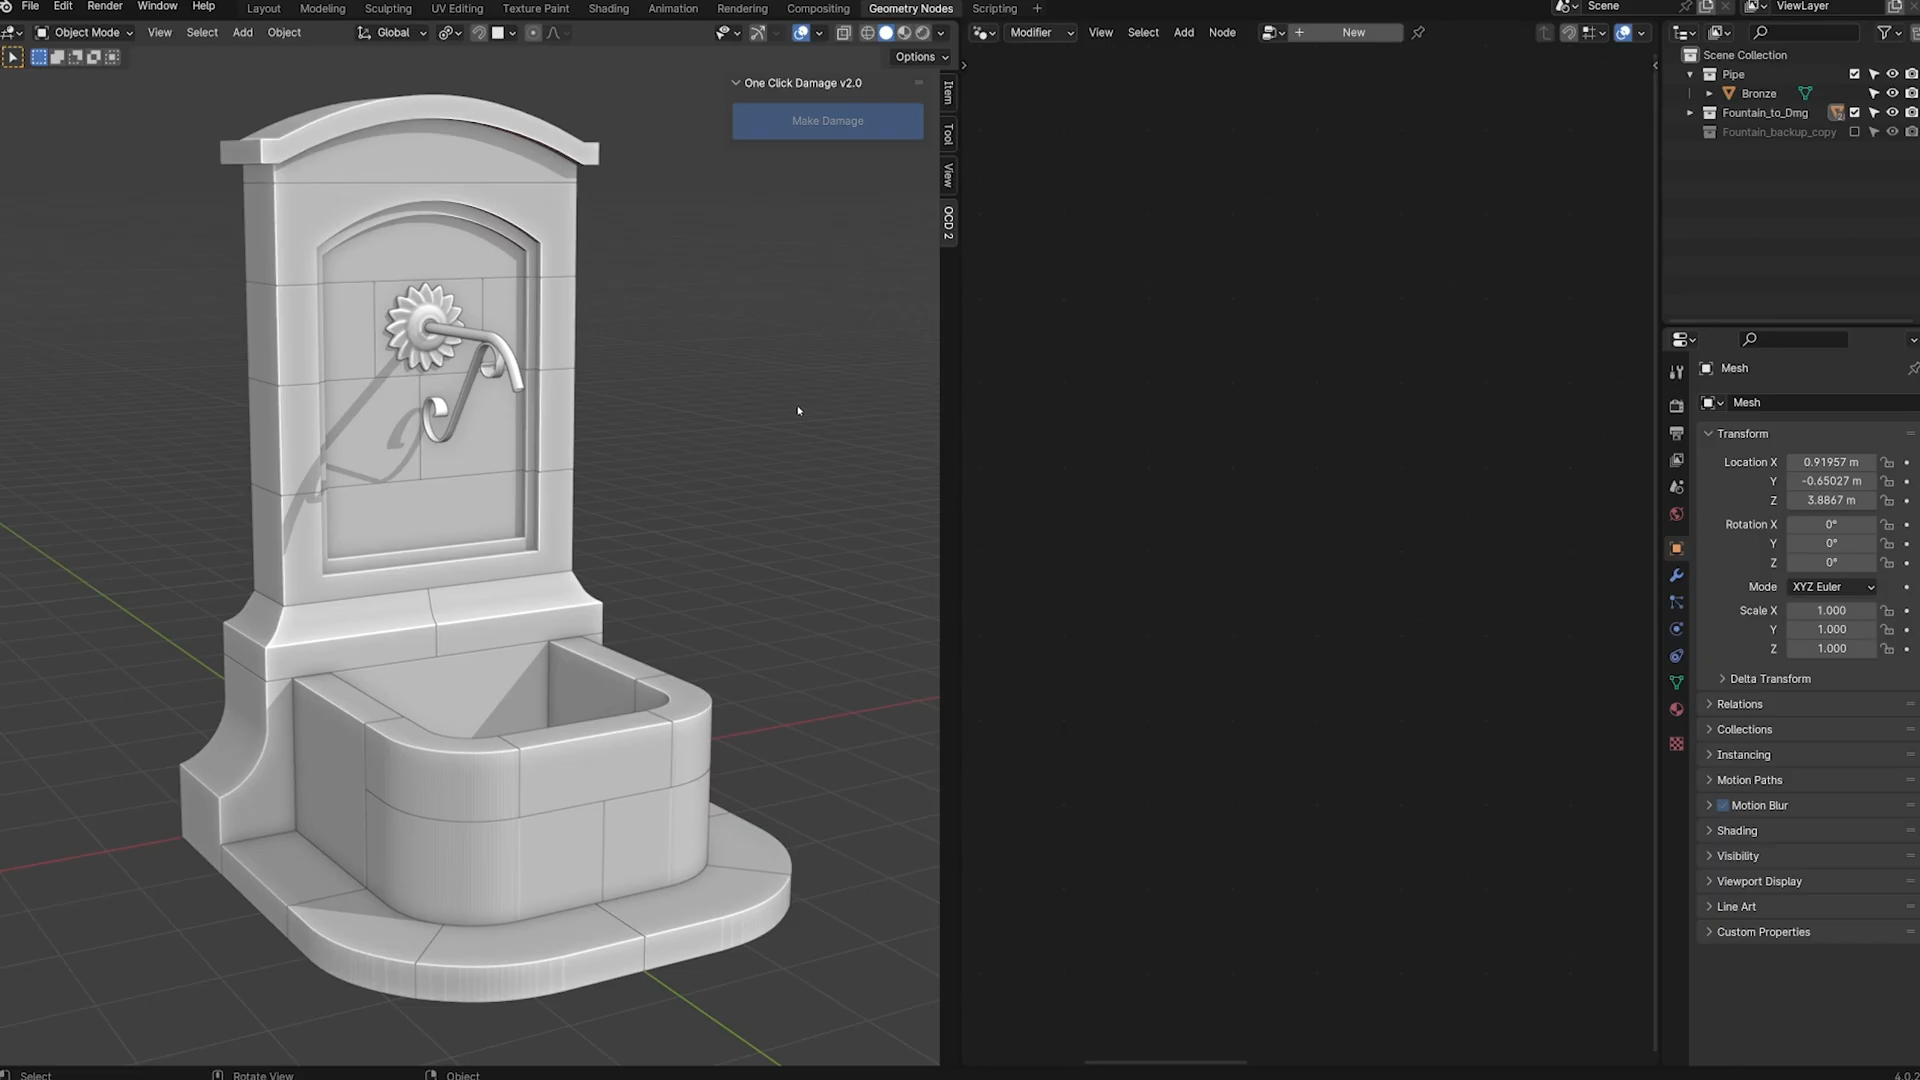 File Edit Render Window Help Layout Modeling Sculpting UV Editing Texture Paint Shading Animation Rendering Compositing Geometry Nodes Scripting + Scene ViewLayer
Object Mode View Select Add Object Global Modifier View Select Add Node + New
Options
One Click Damage v2.0
Make Damage
Item
Tool
View
OCD 2
Scene Collection
Pipe
Bronze
Fountain_to_Dmg
Fountain_backup_copy
Mesh
Mesh
Transform
Location X 0.91957 m
Y -0.65027 m
Z 3.8867 m
Rotation X 0°
Y 0°
Z 0°
Mode XYZ Euler
Scale X 1.000
Y 1.000
Z 1.000
Delta Transform
Relations
Collections
Instancing
Motion Paths
Motion Blur
Shading
Visibility
Viewport Display
Line Art
Custom Properties
Select Rotate View Object 4.0.2